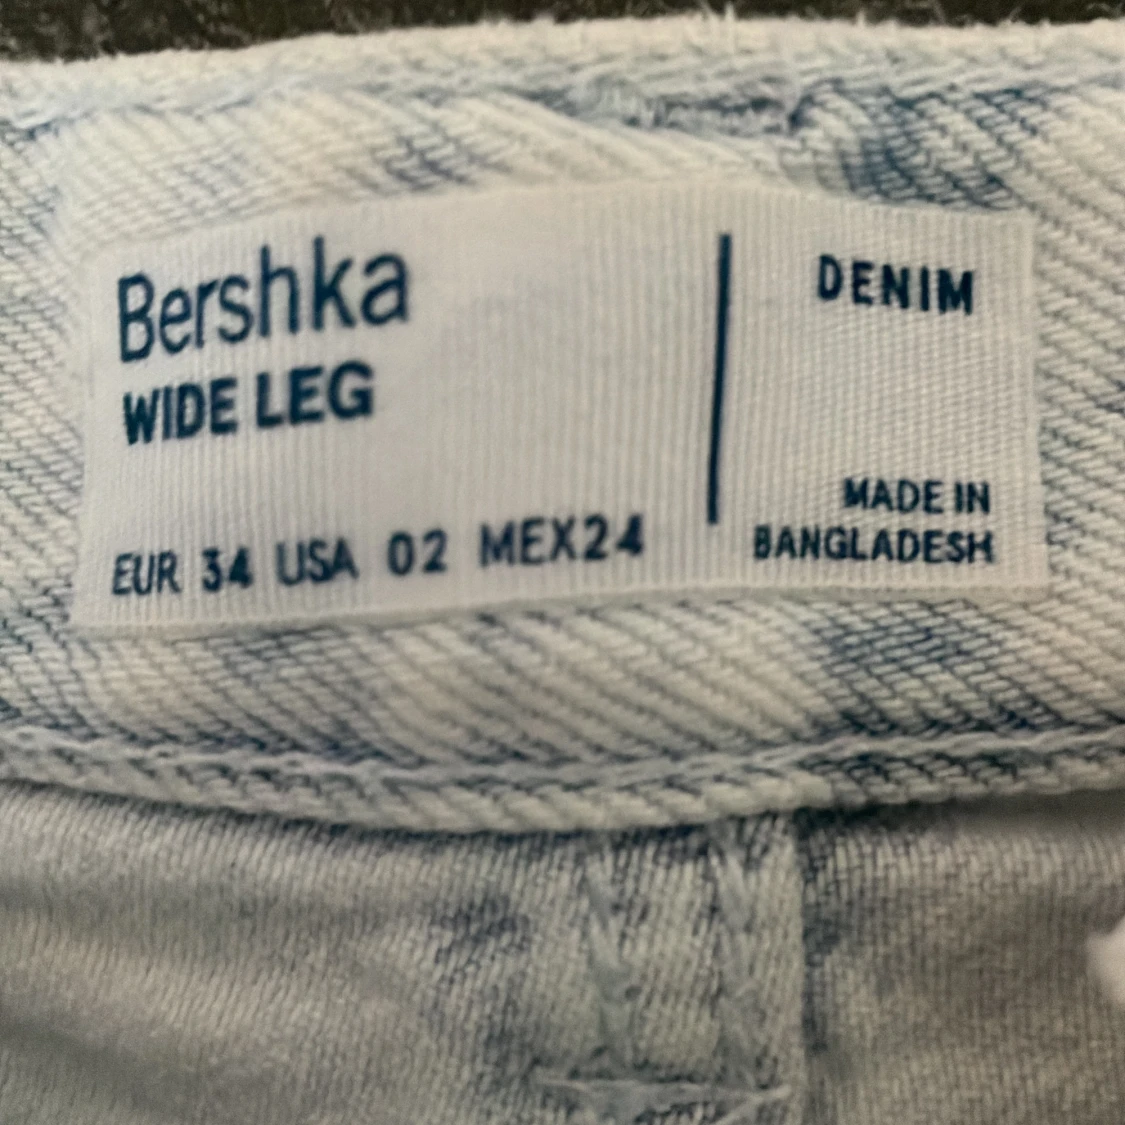 Bershka
WIDE LEG
EUR 34 USA 02 MEX24
DENIM
MADE IN
BANGLADESH